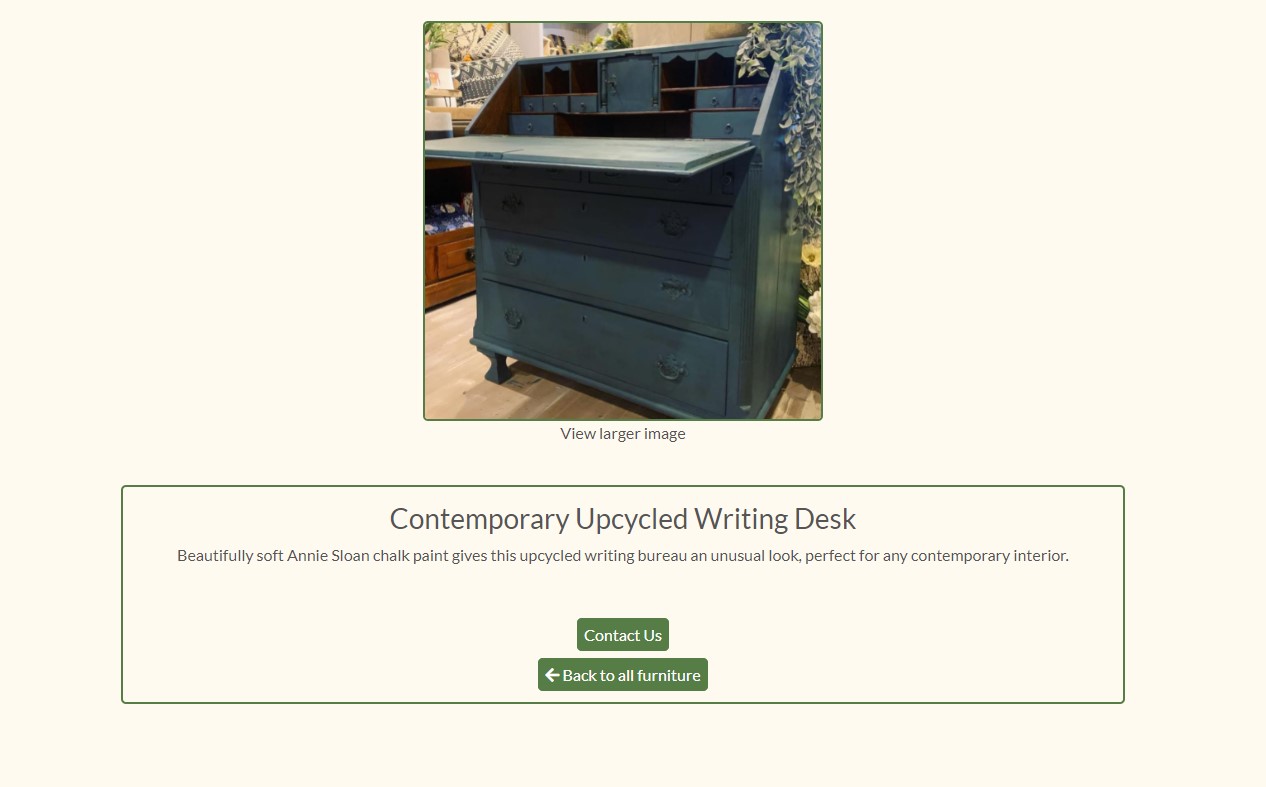 View larger image
Contemporary Upcycled Writing Desk
Beautifully soft Annie Sloan chalk paint gives this upcycled writing bureau an unusual look, perfect for any contemporary interior.
Contact Us
Back to all furniture